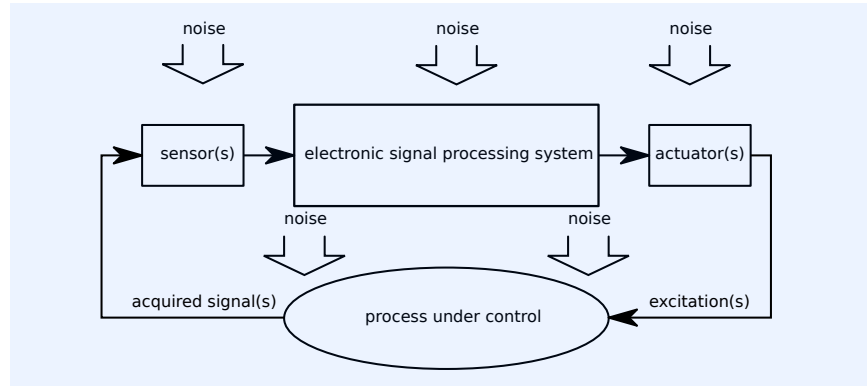 noise
noise
noise
sensor(s)
electronic signal processing system
actuator(s)
noise
noise
acquired signal(s)
process under control
excitation(s)